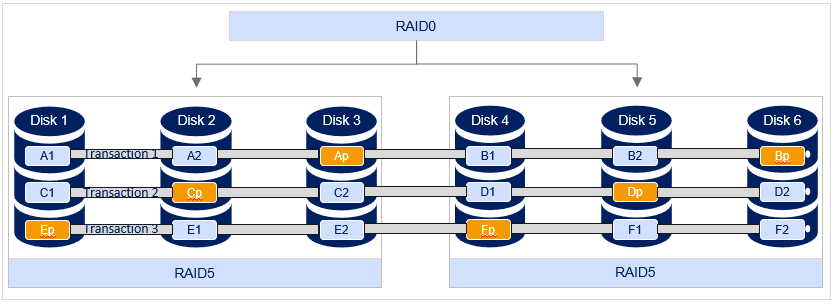 RAID0
Disk 1 Disk 2 Disk 3 Disk 4 Disk 5 Disk 6
A1 Transaction 1 A2 Ap B1 B2 Bp
C1 Transaction 2 Cp C2 D1 Dp D2
Ep Transaction 3 E1 E2 Fp F1 F2
RAID5 RAID5